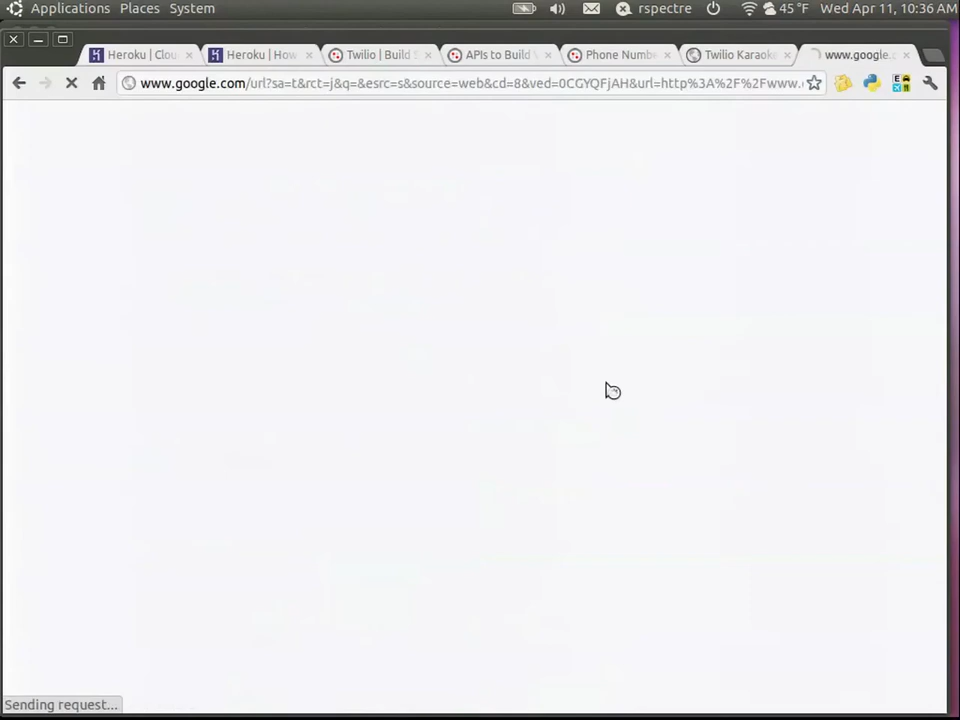 Applications Places System rspectre 45 °F Wed Apr 11, 10:36 AM
Heroku | Clou Heroku | How Twilio | Build S APIs to Build V Phone Numbe Twilio Karaoke www.google.c
www.google.com/url?sa=t&rct=j&q=&esrc=s&source=web&cd=8&ved=0CGYQFjAH&url=http%3A%2F%2Fwww.
Sending request...